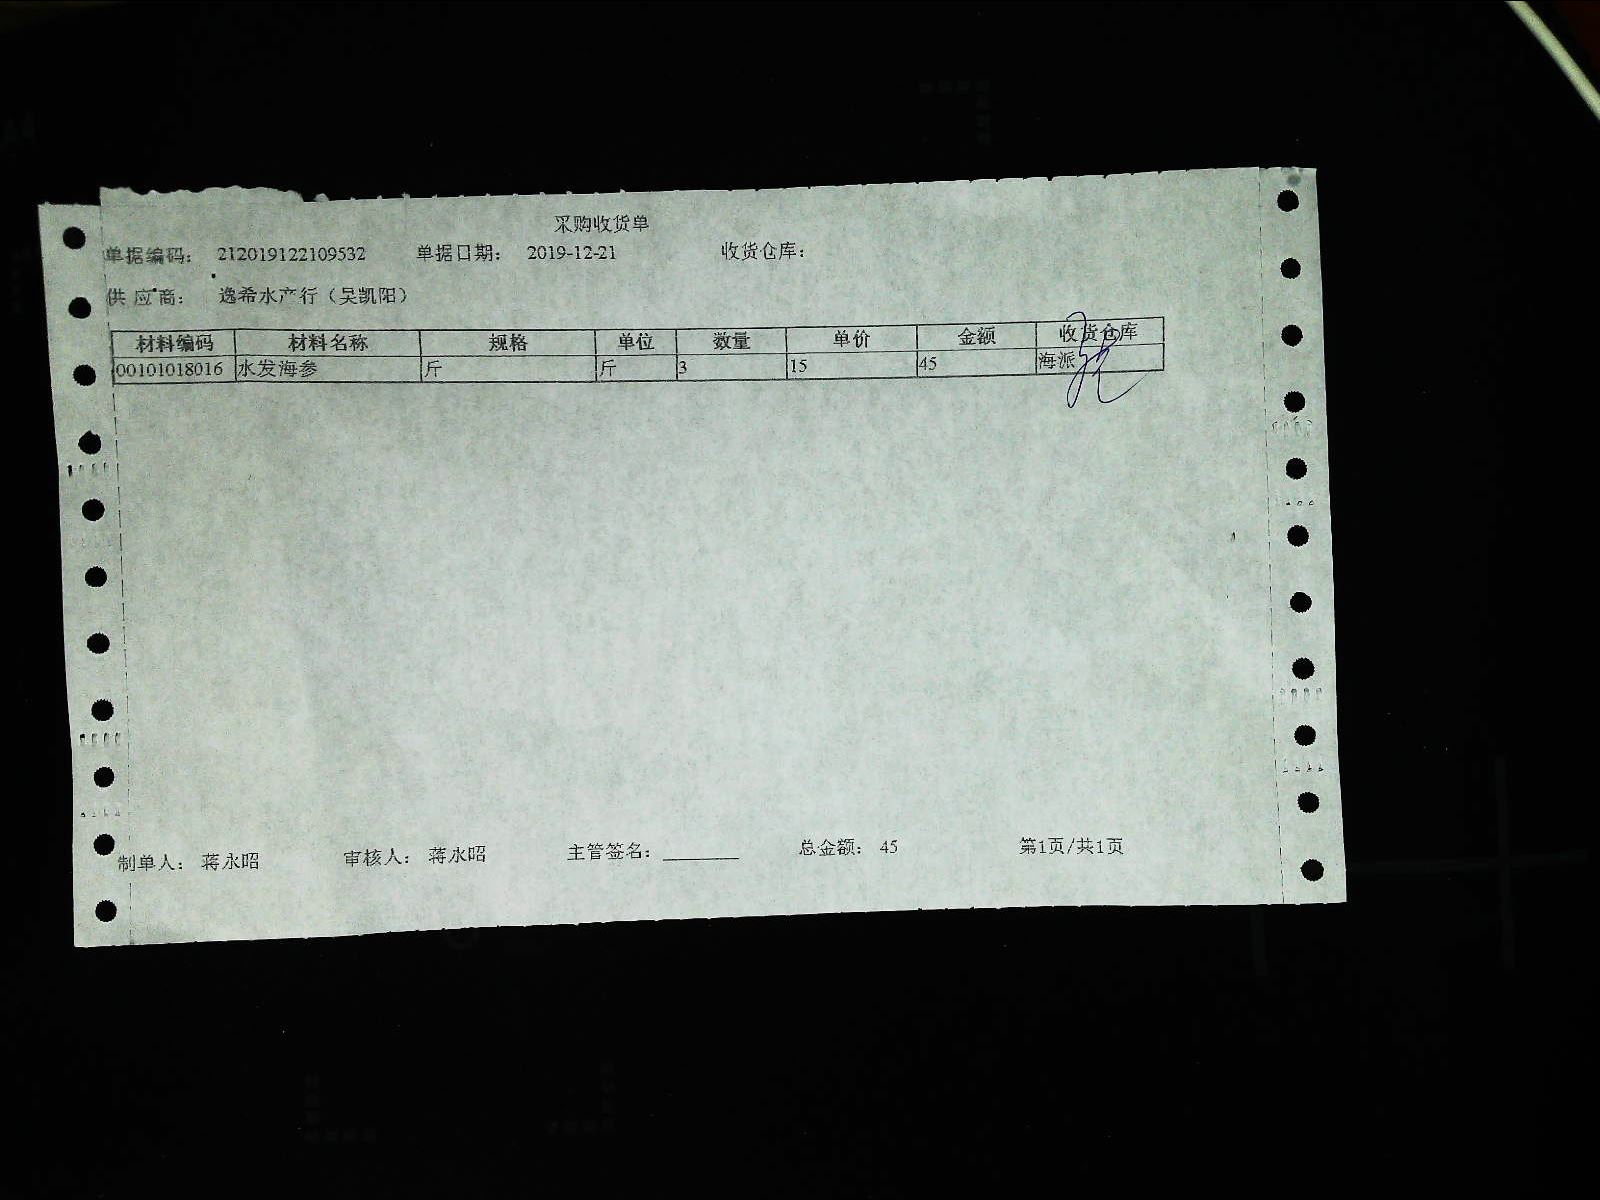 采购收货单
单据编码： 212019122109532 单据日期： 2019-12-21 收货仓库：
供 应 商： 逸希水产行（吴凯阳）
材料编码 材料名称 规格 单位 数量 单价 金额 收货仓库
00101018016 水发海参 斤 斤 3 15 45 海派
制单人： 蒋永昭 审核人： 蒋永昭 主管签名：________ 总金额： 45 第1页/共1页